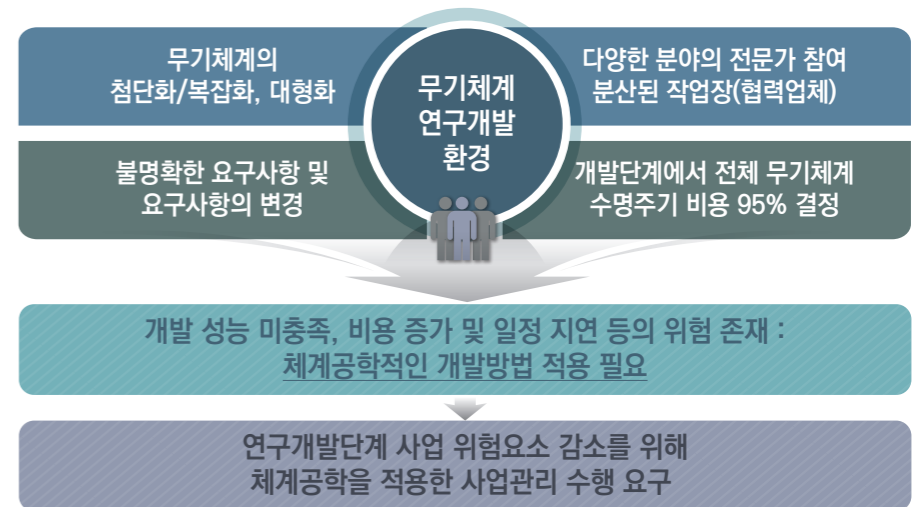 무기체계의
첨단화/복잡화, 대형화
무기체계
연구개발
환경
다양한 분야의 전문가 참여
분산된 작업장(협력업체)
불명확한 요구사항 및
요구사항의 변경
개발단계에서 전체 무기체계
수명주기 비용 95% 결정
개발 성능 미충족, 비용 증가 및 일정 지연 등의 위험 존재 :
체계공학적인 개발방법 적용 필요
연구개발단계 사업 위험요소 감소를 위해
체계공학을 적용한 사업관리 수행 요구